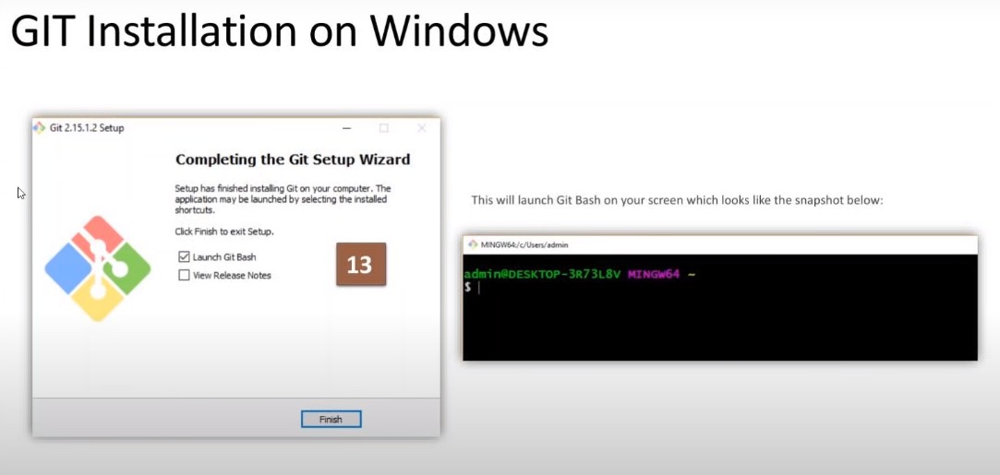 GIT Installation on Windows
Git 2.15.1.2 Setup
Completing the Git Setup Wizard
Setup has finished installing Git on your computer. The
application may be launched by selecting the installed
shortcuts.
Click Finish to exit Setup.
Launch Git Bash
View Release Notes
13
Finish
This will launch Git Bash on your screen which looks like the snapshot below:
MINGW64:/c/Users/admin
admin@DESKTOP-3R73L8V MINGW64 ~
$